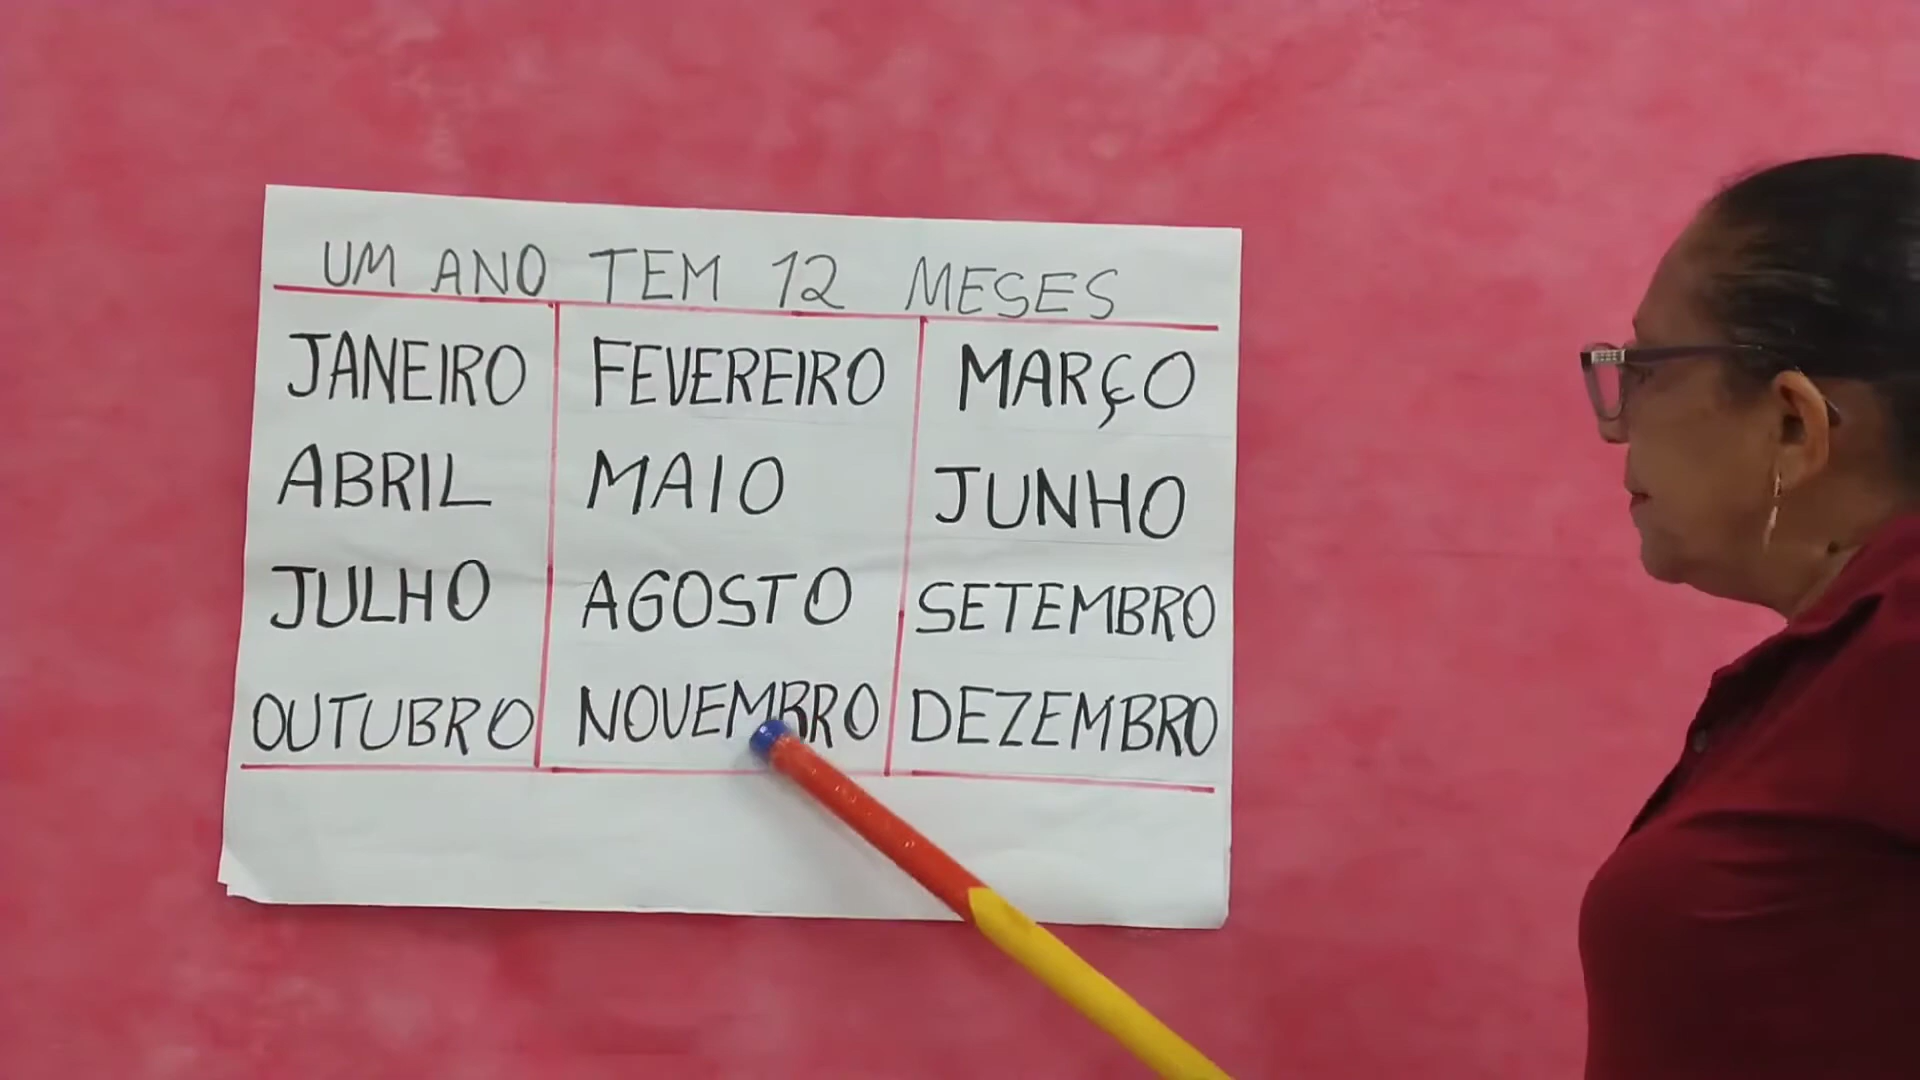 UM ANO TEM 12 MESES
JANEIRO FEVEREIRO MARÇO
ABRIL MAIO JUNHO
JULHO AGOSTO SETEMBRO
OUTUBRO NOVEMBRO DEZEMBRO